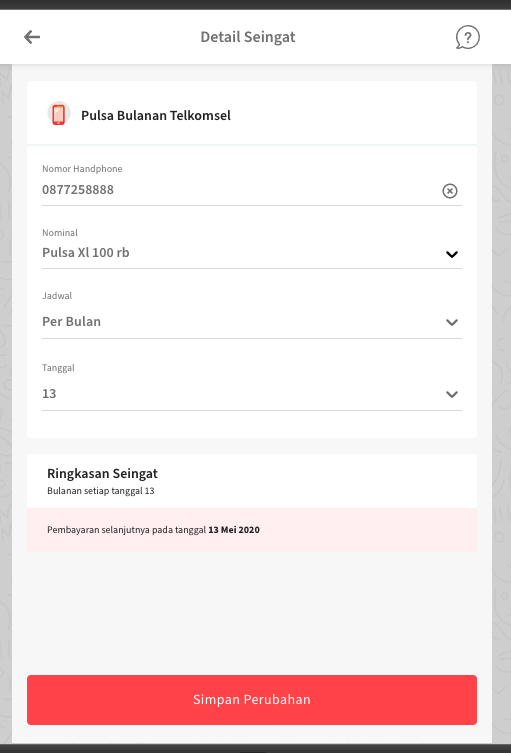 Detail Seingat
?
Pulsa Bulanan Telkomsel
Nomor Handphone
0877258888
Nominal
Pulsa Xl 100 rb
Jadwal
Per Bulan
Tanggal
13
Ringkasan Seingat
Bulanan setiap tanggal 13
Pembayaran selanjutnya pada tanggal 13 Mei 2020
Simpan Perubahan